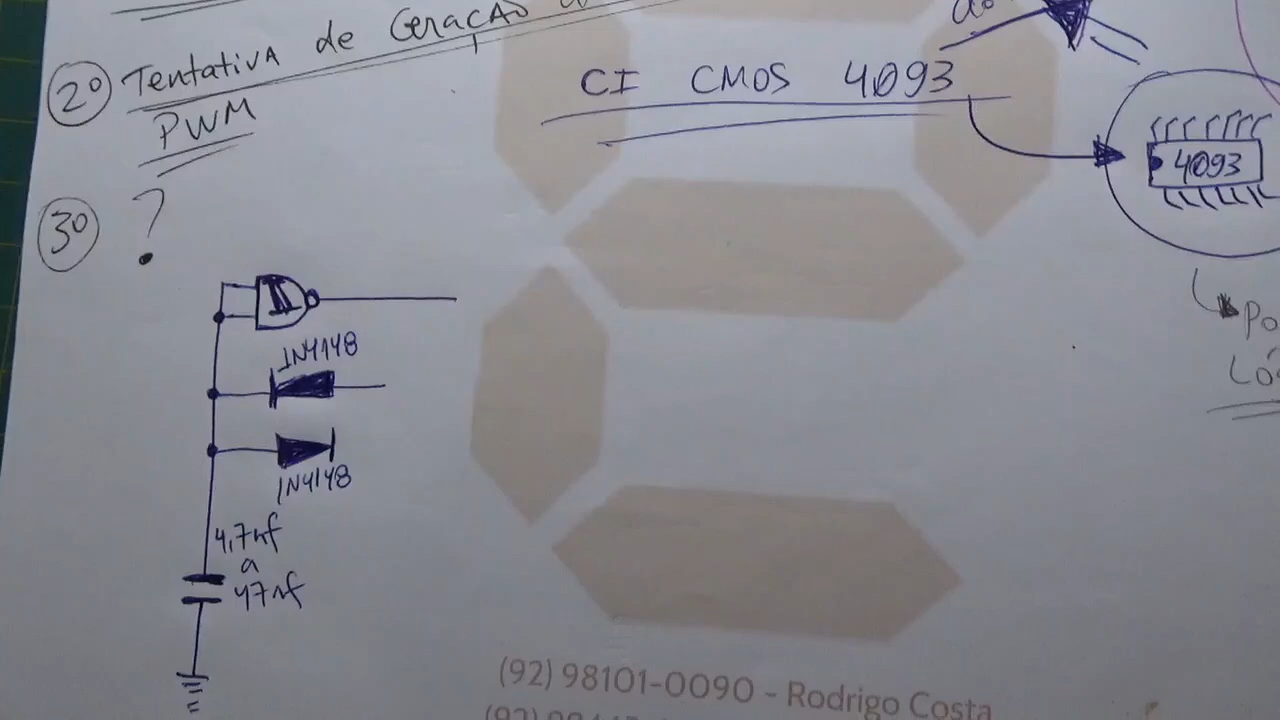 2º Tentativa de Geração
PWM
3º ?
CI CMOS 4093
4093
1N4148
1N4148
4,7nf
a
47nf
(92) 98101-0090 - Rodrigo Costa